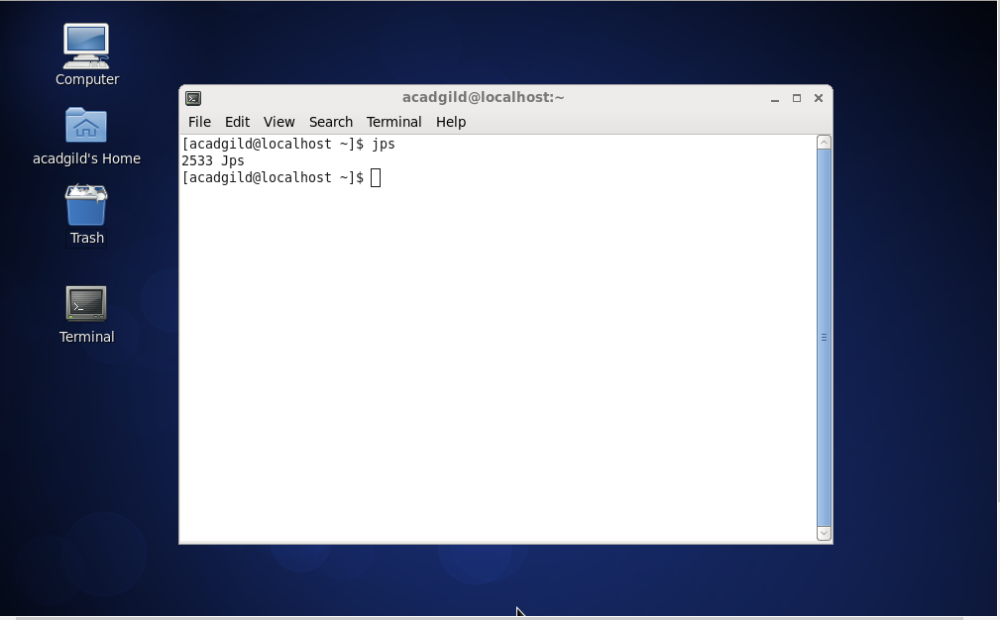 Computer
acadgild's Home
Trash
Terminal
acadgild@localhost:~
File Edit View Search Terminal Help
[acadgild@localhost ~]$ jps
2533 Jps
[acadgild@localhost ~]$